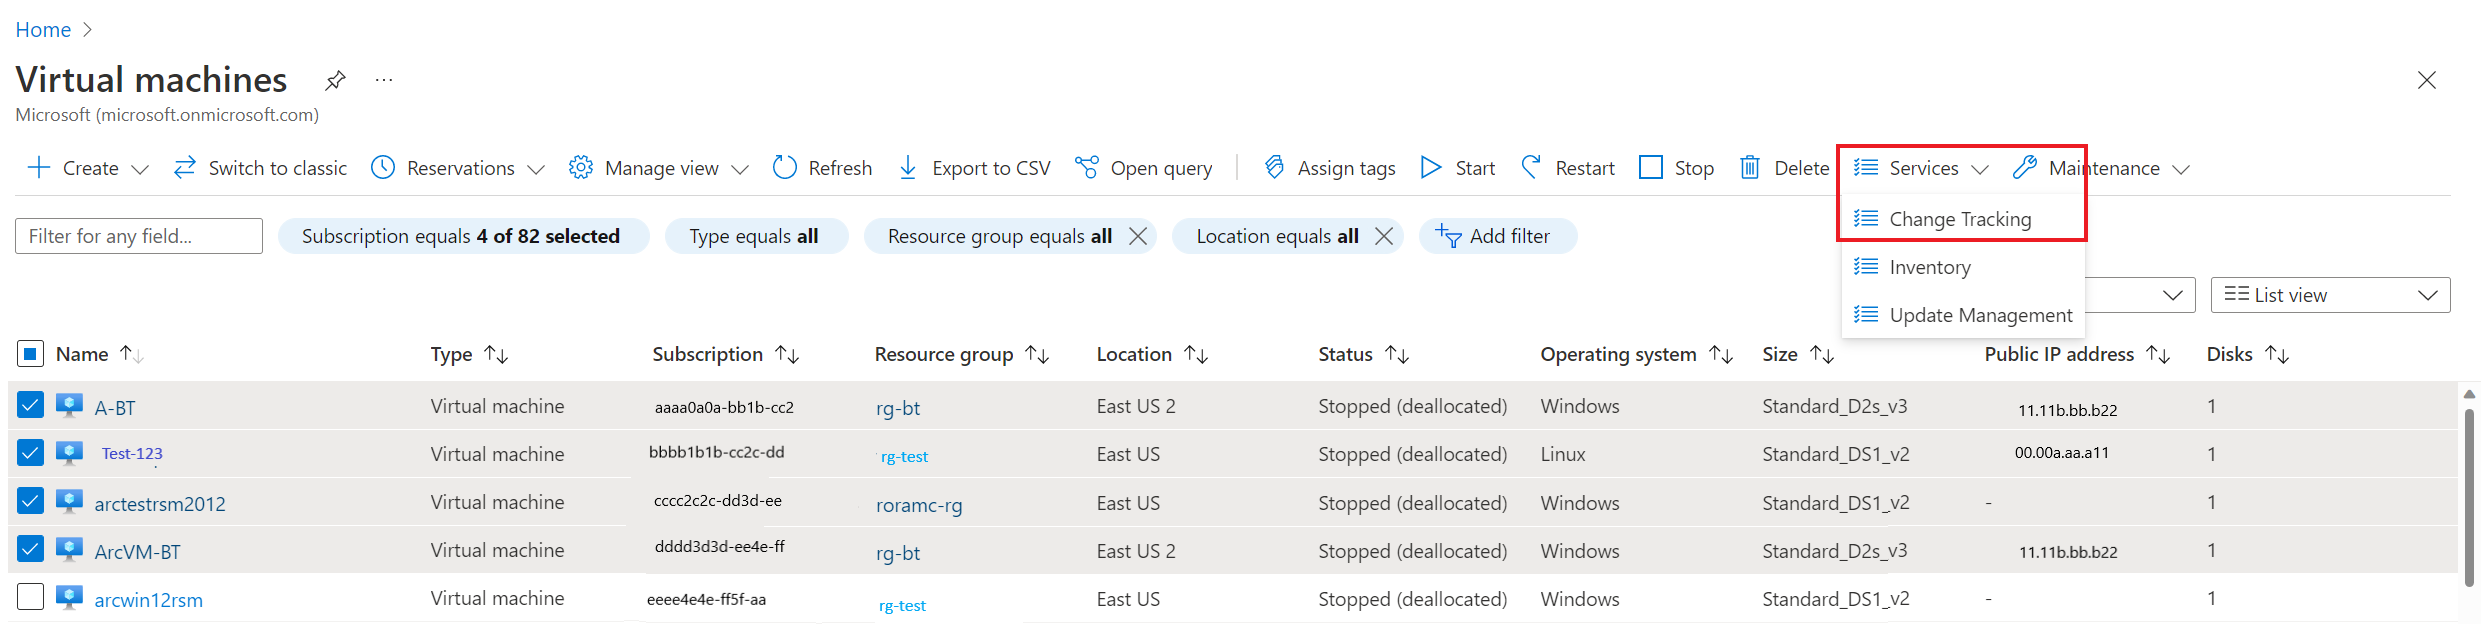 Home
Virtual machines ...
Microsoft (microsoft.onmicrosoft.com)
Create Switch to classic Reservations Manage view Refresh Export to CSV Open query Assign tags Start Restart Stop Delete Services Maintenance
Change Tracking
Filter for any field... Subscription equals 4 of 82 selected Type equals all Resource group equals all Location equals all Add filter
Inventory
List view
Update Management
Name Type Subscription Resource group Location Status Operating system Size Public IP address Disks
A-BT Virtual machine aaaa0a0a-bb1b-cc2 rg-bt East US 2 Stopped (deallocated) Windows Standard_D2s_v3 11.11b.bb.b22 1
Test-123 Virtual machine bbbb1b1b-cc2c-dd rg-test East US Stopped (deallocated) Linux Standard_DS1_v2 00.00a.aa.a11 1
arctestrsm2012 Virtual machine cccc2c2c-dd3d-ee roramc-rg East US Stopped (deallocated) Windows Standard_DS1_v2 - 1
ArcVM-BT Virtual machine dddd3d3d-ee4e-ff rg-bt East US 2 Stopped (deallocated) Windows Standard_D2s_v3 11.11b.bb.b22 1
arcwin12rsm Virtual machine eeee4e4e-ff5f-aa rg-test East US Stopped (deallocated) Windows Standard_DS1_v2 - 1